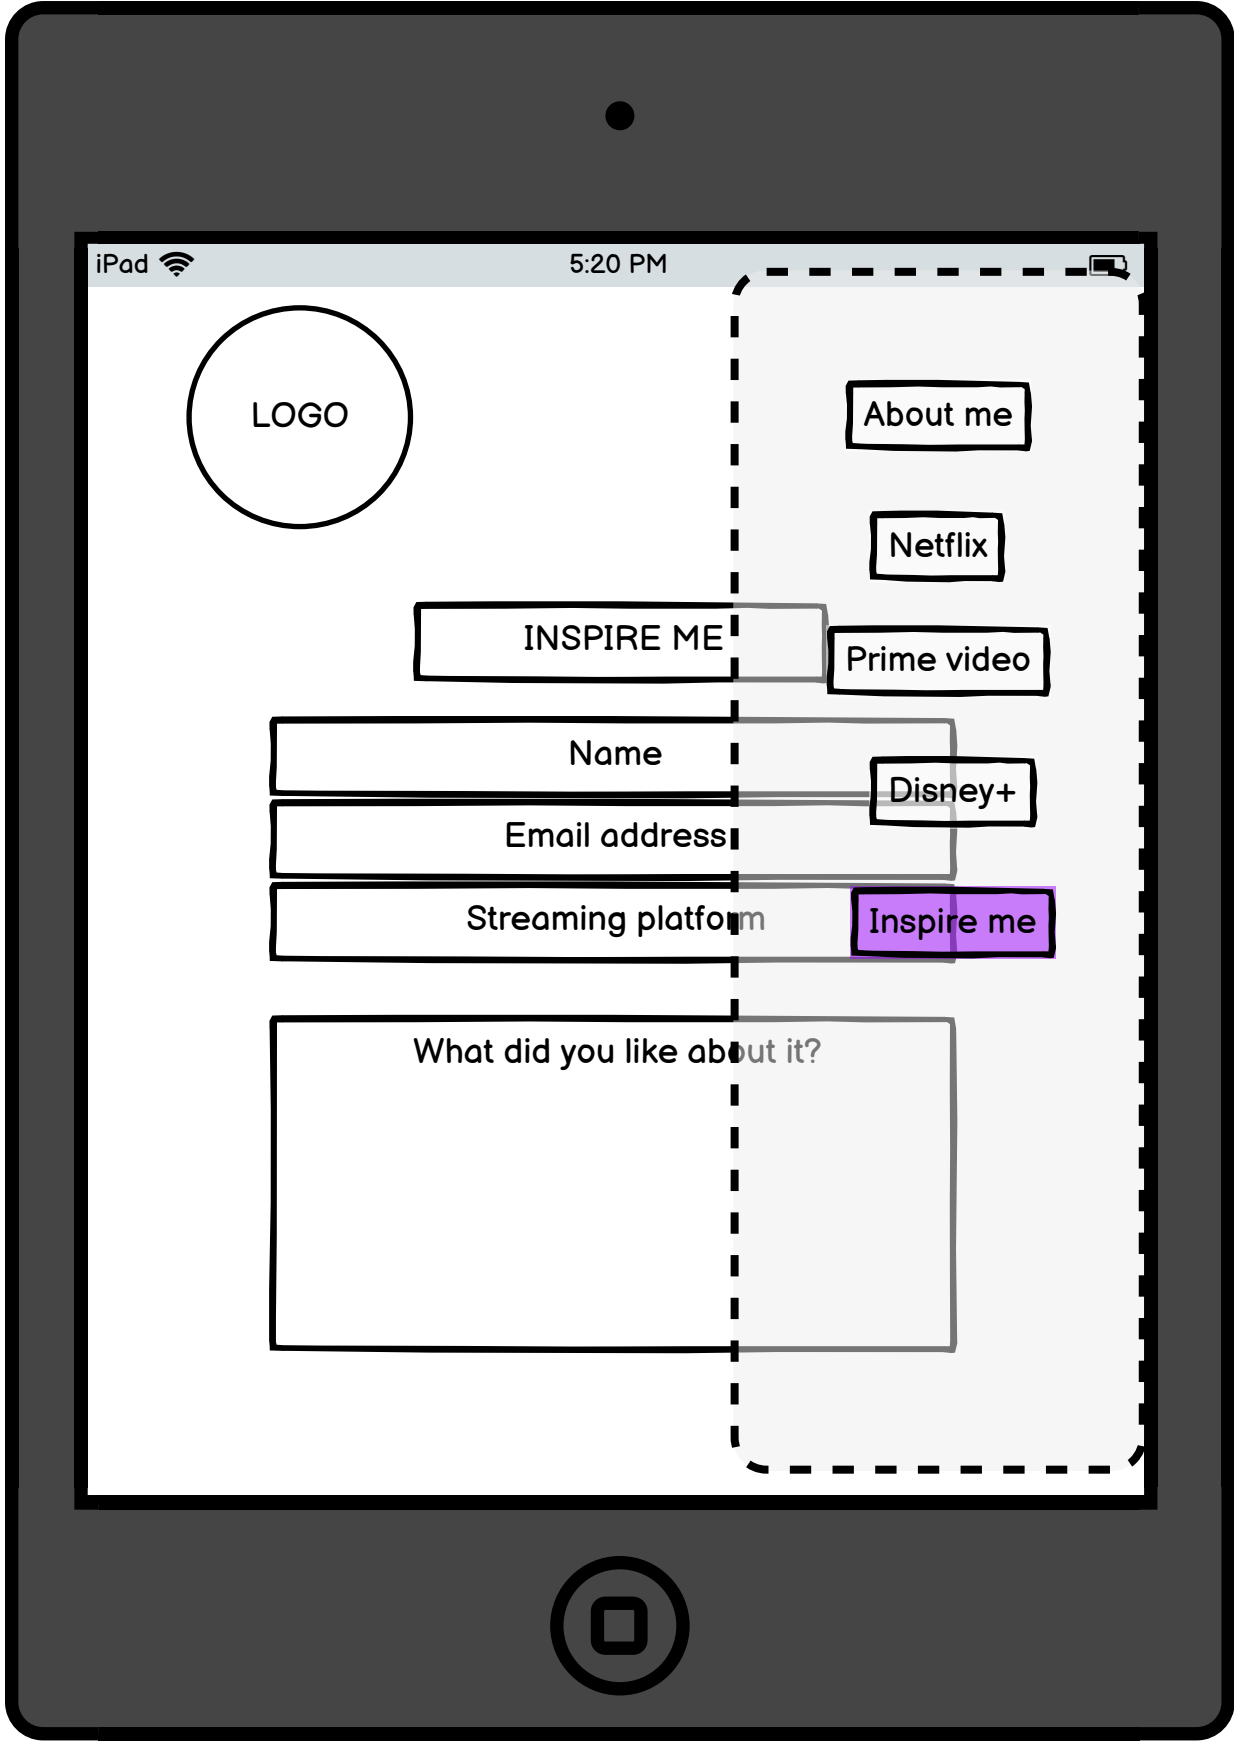 iPad
5:20 PM
LOGO
About me
Netflix
INSPIRE ME
Prime video
Name
Disney+
Email address
Streaming platform
Inspire me
What did you like about it?